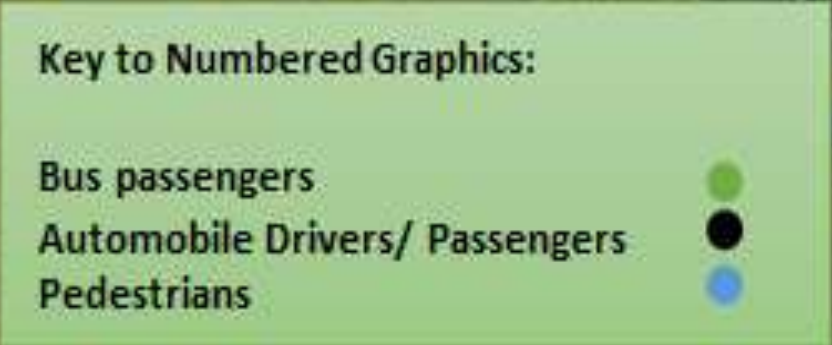 Key to Numbered Graphics:
Bus passengers
Automobile Drivers/ Passengers
Pedestrians